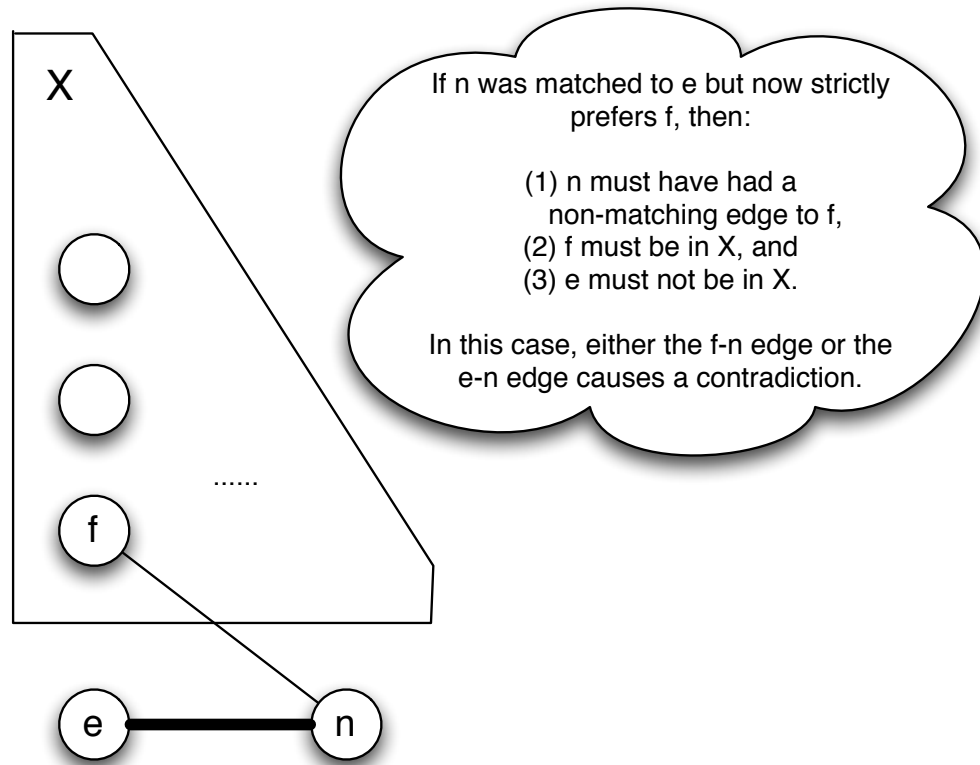 X
If n was matched to e but now strictly
prefers f, then:
(1) n must have had a
non-matching edge to f,
(2) f must be in X, and
(3) e must not be in X.
In this case, either the f-n edge or the
e-n edge causes a contradiction.
......
f
e
n